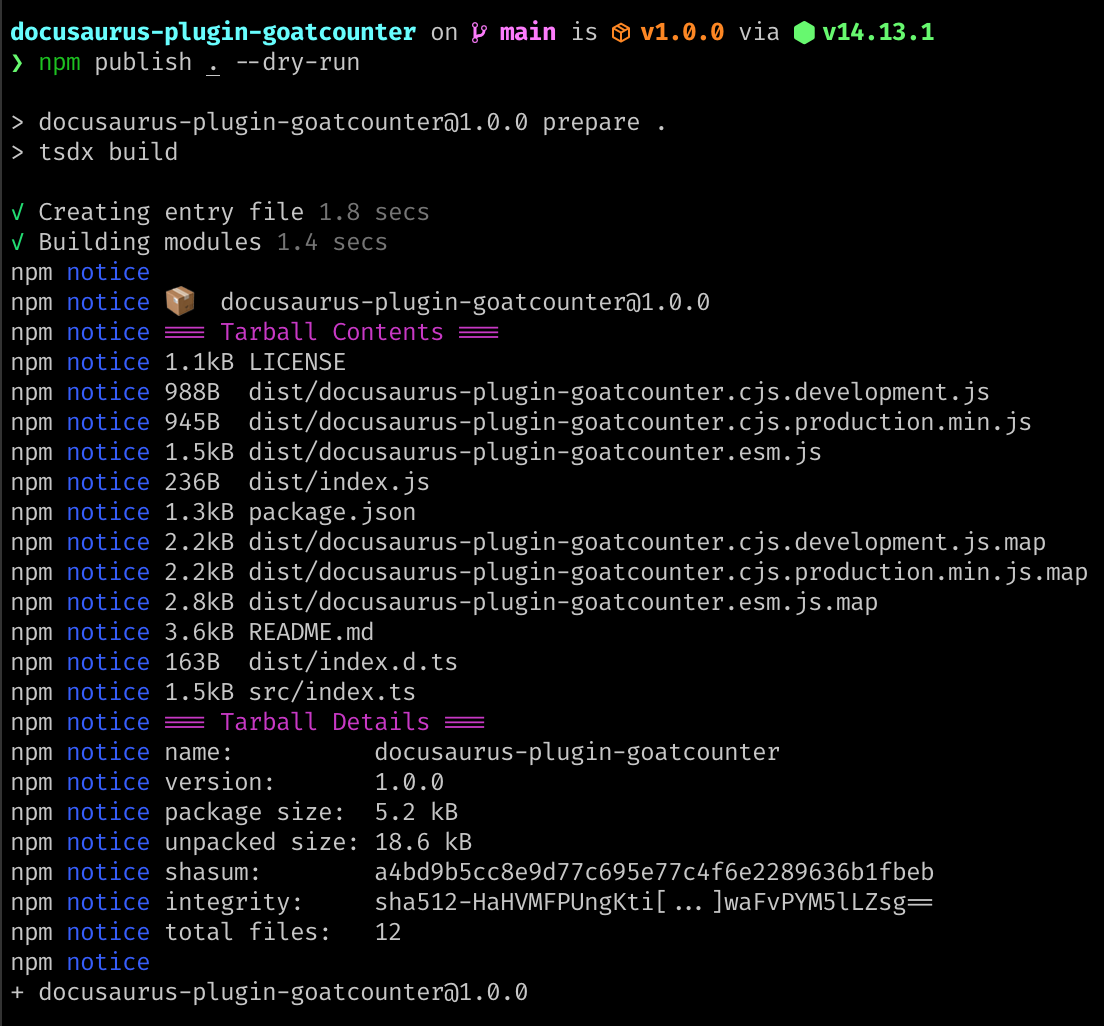 docusaurus-plugin-goatcounter on main is v1.0.0 via v14.13.1
❯ npm publish . --dry-run
> docusaurus-plugin-goatcounter@1.0.0 prepare .
> tsdx build
√ Creating entry file 1.8 secs
√ Building modules 1.4 secs
npm notice
npm notice 📦  docusaurus-plugin-goatcounter@1.0.0
npm notice === Tarball Contents ===
npm notice 1.1kB LICENSE
npm notice 988B  dist/docusaurus-plugin-goatcounter.cjs.development.js
npm notice 945B  dist/docusaurus-plugin-goatcounter.cjs.production.min.js
npm notice 1.5kB dist/docusaurus-plugin-goatcounter.esm.js
npm notice 236B  dist/index.js
npm notice 1.3kB package.json
npm notice 2.2kB dist/docusaurus-plugin-goatcounter.cjs.development.js.map
npm notice 2.2kB dist/docusaurus-plugin-goatcounter.cjs.production.min.js.map
npm notice 2.8kB dist/docusaurus-plugin-goatcounter.esm.js.map
npm notice 3.6kB README.md
npm notice 163B  dist/index.d.ts
npm notice 1.5kB src/index.ts
npm notice === Tarball Details ===
npm notice name:          docusaurus-plugin-goatcounter
npm notice version:       1.0.0
npm notice package size:  5.2 kB
npm notice unpacked size: 18.6 kB
npm notice shasum:        a4bd9b5cc8e9d77c695e77c4f6e2289636b1fbeb
npm notice integrity:     sha512-HaHVMFPUngKti[...]waFvPYM5lLZsg==
npm notice total files:   12
npm notice
+ docusaurus-plugin-goatcounter@1.0.0